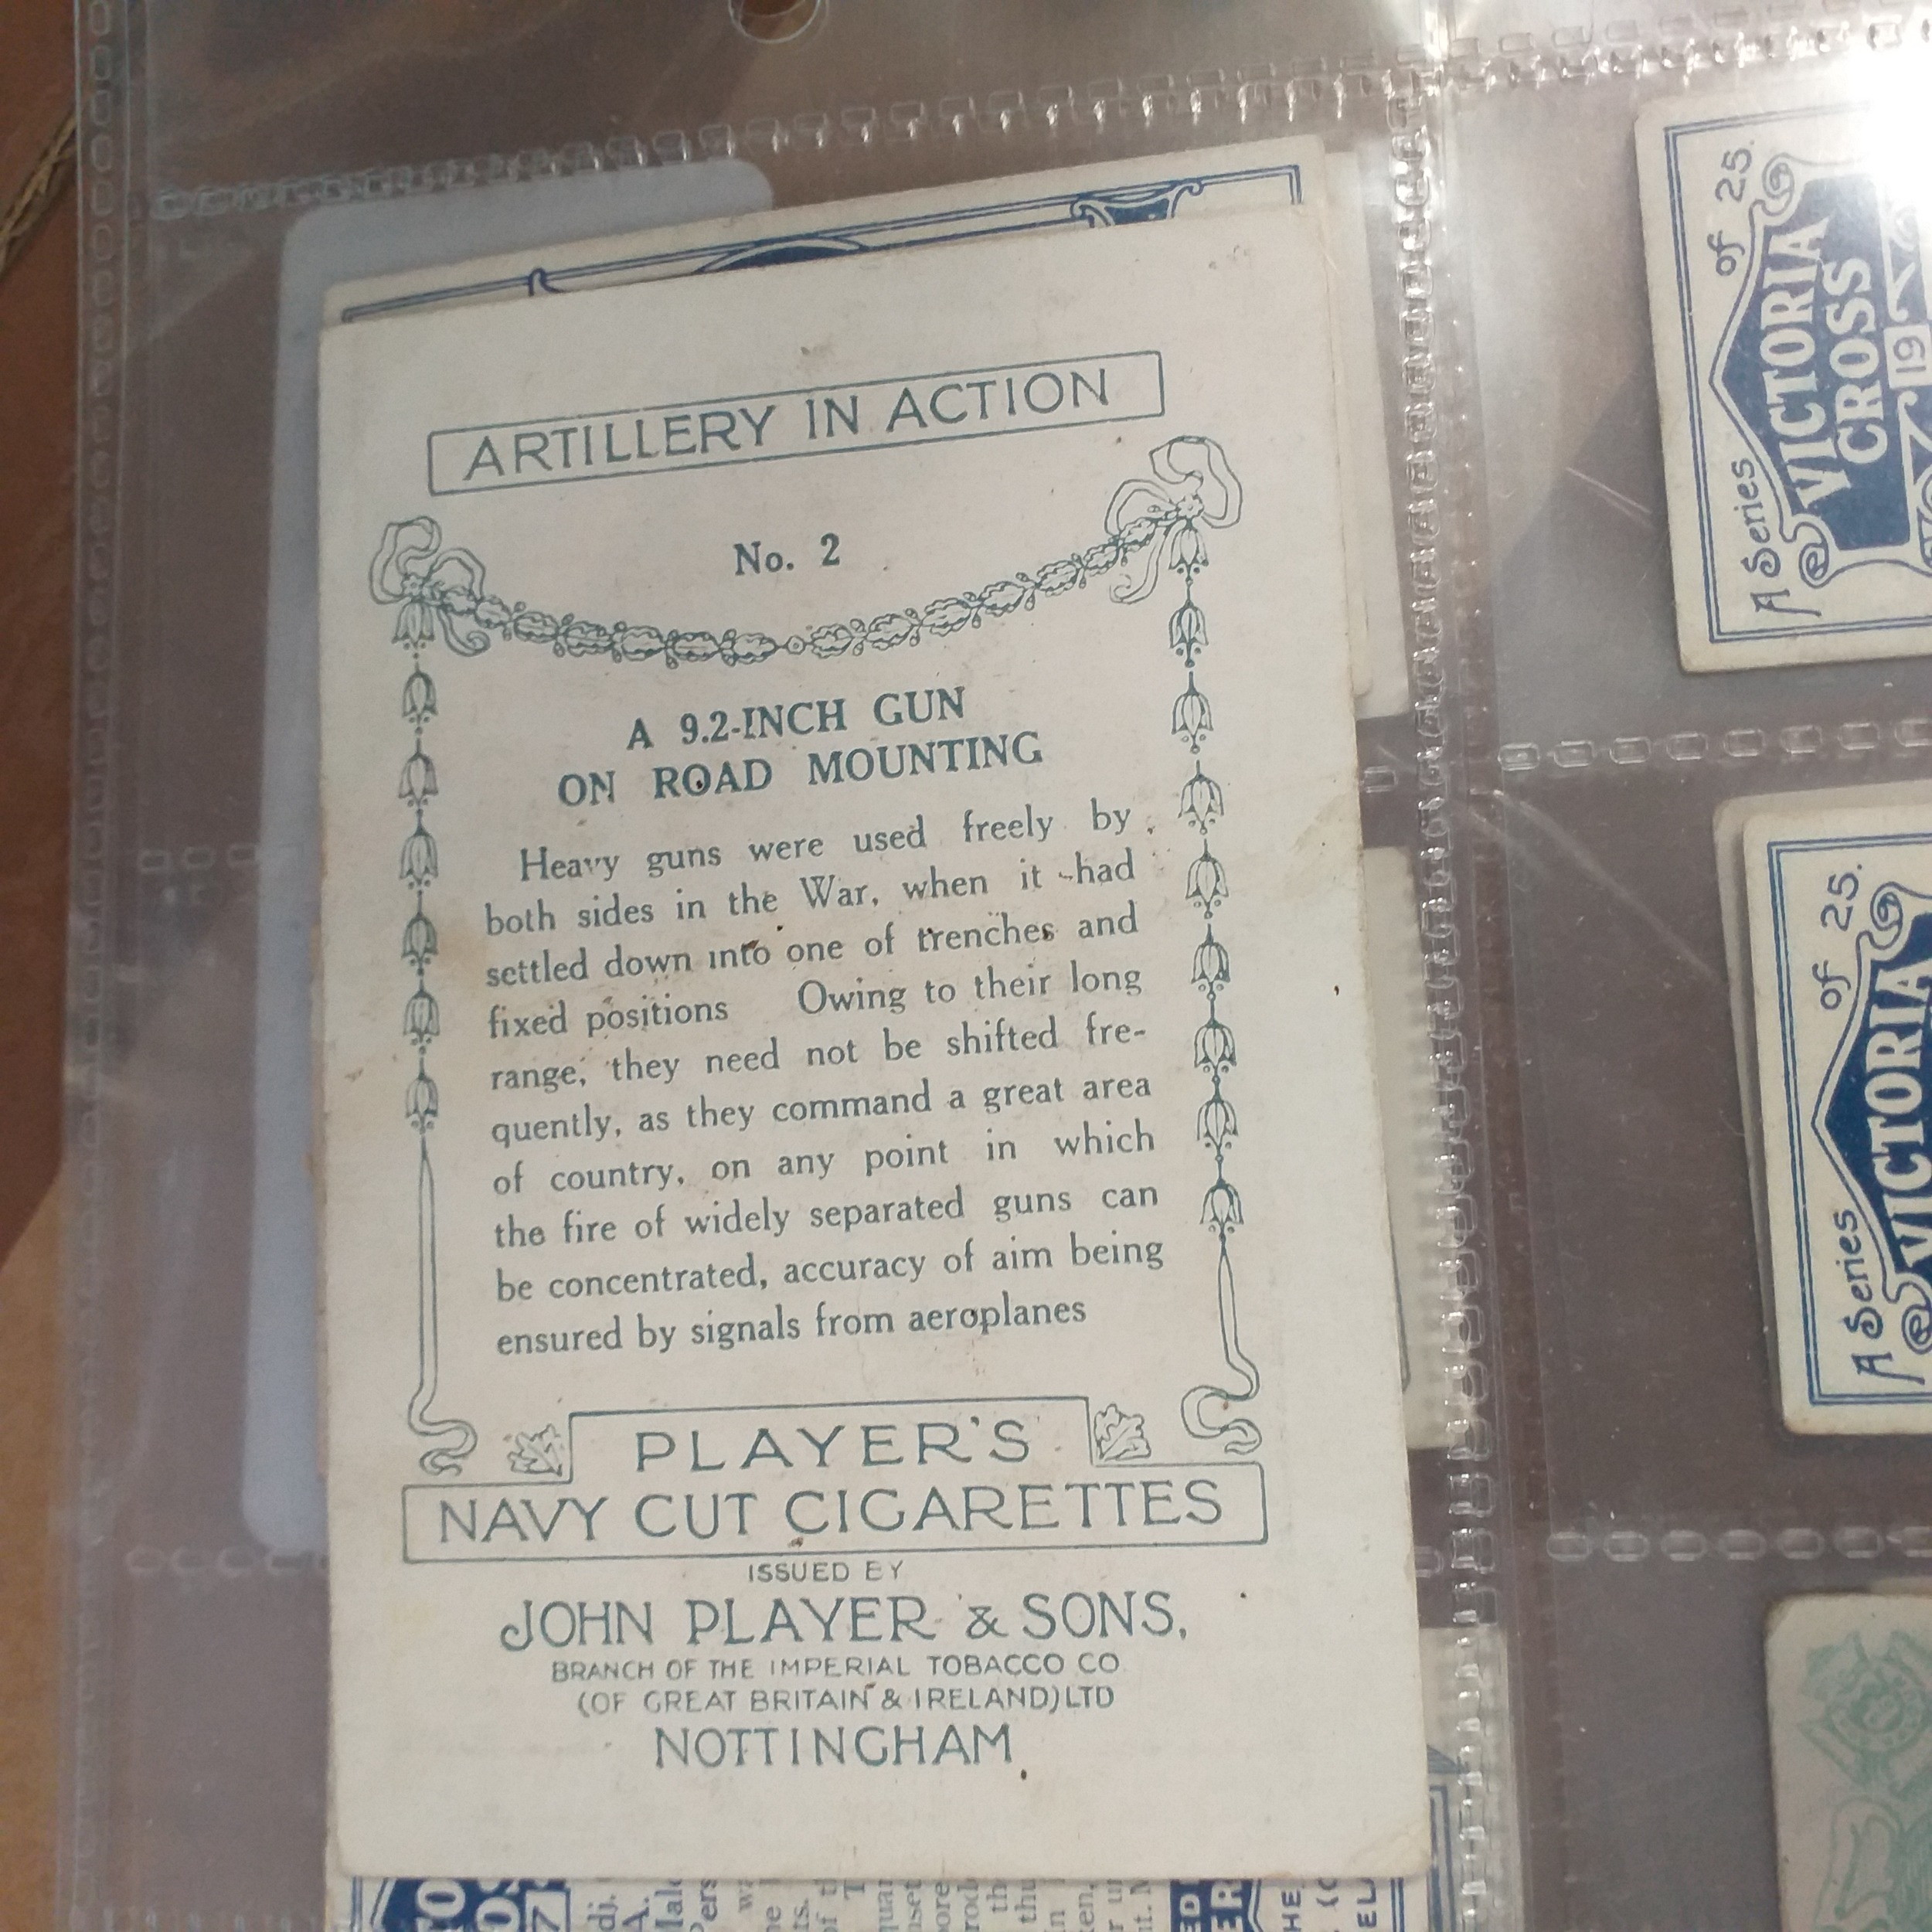 ARTILLERY IN ACTION
No. 2
A 9.2-INCH GUN
ON ROAD MOUNTING
Heavy guns were used freely by
both sides in the War, when it had
settled down into one of trenches and
fixed positions Owing to their long
range, they need not be shifted fre-
quently, as they command a great area
of country, on any point in which
the fire of widely separated guns can
be concentrated, accuracy of aim being
ensured by signals from aeroplanes
PLAYER'S
NAVY CUT CIGARETTES
ISSUED BY
JOHN PLAYER & SONS,
BRANCH OF THE IMPERIAL TOBACCO CO
(OF GREAT BRITAIN & IRELAND) LTD
NOTTINGHAM
A Series of 25.
VICTORIA
CROSS
A Series of 25.
VICTORIA